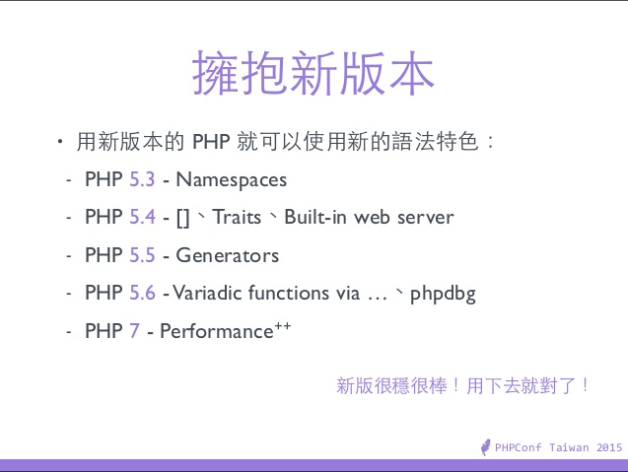 擁抱新版本
• 用新版本的 PHP 就可以使用新的語法特色：
- PHP 5.3 - Namespaces
- PHP 5.4 - []、Traits、Built-in web server
- PHP 5.5 - Generators
- PHP 5.6 - Variadic functions via …、phpdbg
- PHP 7 - Performance++
新版很穩很棒！用下去就對了！
PHPConf Taiwan 2015